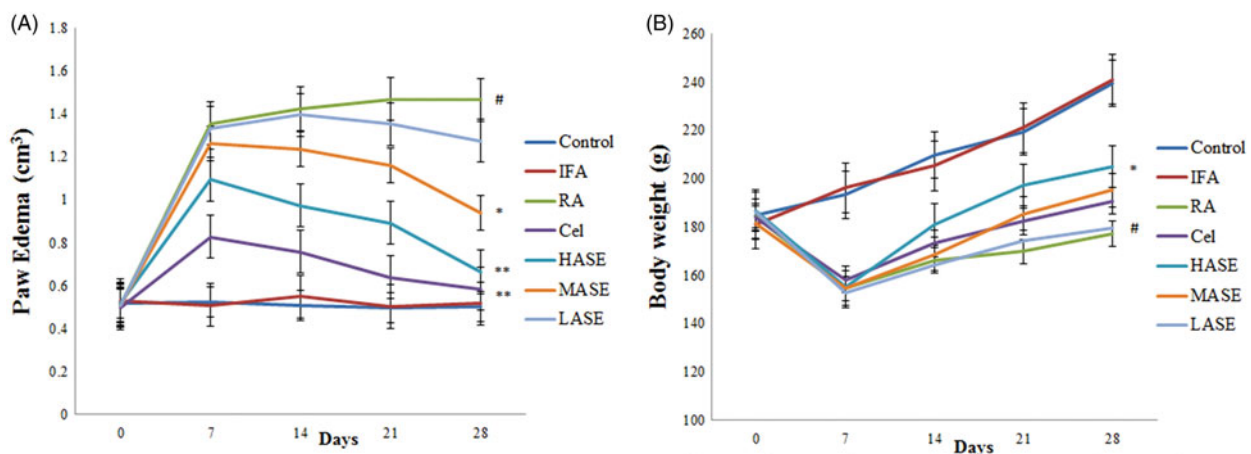 (A)
Paw Edema (cm³)
1.8
1.6
1.4
1.2
1
0.8
0.6
0.4
0.2
0
0 7 14 21 28
Days
#
*
**
**
Control
IFA
RA
Cel
HASE
MASE
LASE
(B)
Body weight (g)
260
240
220
200
180
160
140
120
100
0 7 14 21 28
Days
*
#
Control
IFA
RA
Cel
HASE
MASE
LASE